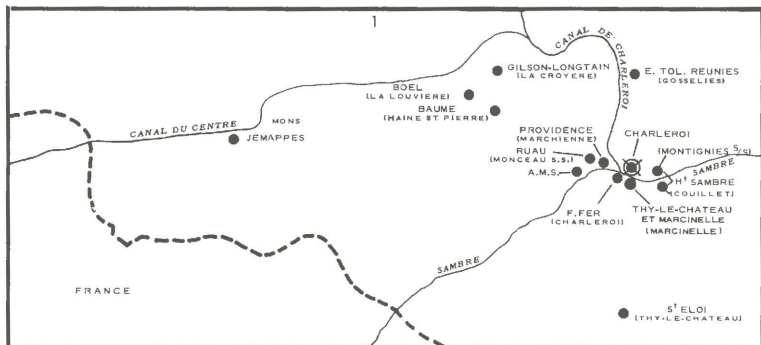 1
CANAL DE CHARLEROI
GILSON-LONGTAIN
(LA CROYERE)
E. TOL. REUNIES
(GOSSELIES)
BOEL
(LA LOUVIERE)
BAUME
(HAINE ST PIERRE)
MONS
CANAL DU CENTRE
JEMAPPES
PROVIDENCE
(MARCHIENNE)
CHARLEROI
RUAU
(MONCEAU S.S.)
(MONTIGNIES S/S)
SAMBRE
A.M.S.
Hᵗ SAMBRE
(COUILLET)
F. FER
(CHARLEROI)
THY-LE-CHATEAU
ET MARCINELLE
(MARCINELLE)
SAMBRE
FRANCE
Sᵗ ELOI
(THY-LE-CHATEAU)